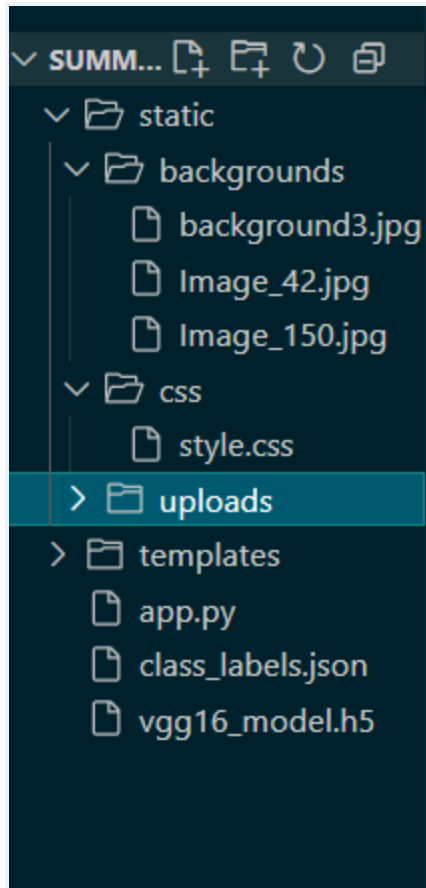 SUMM...
static
backgrounds
background3.jpg
Image_42.jpg
Image_150.jpg
css
style.css
uploads
templates
app.py
class_labels.json
vgg16_model.h5